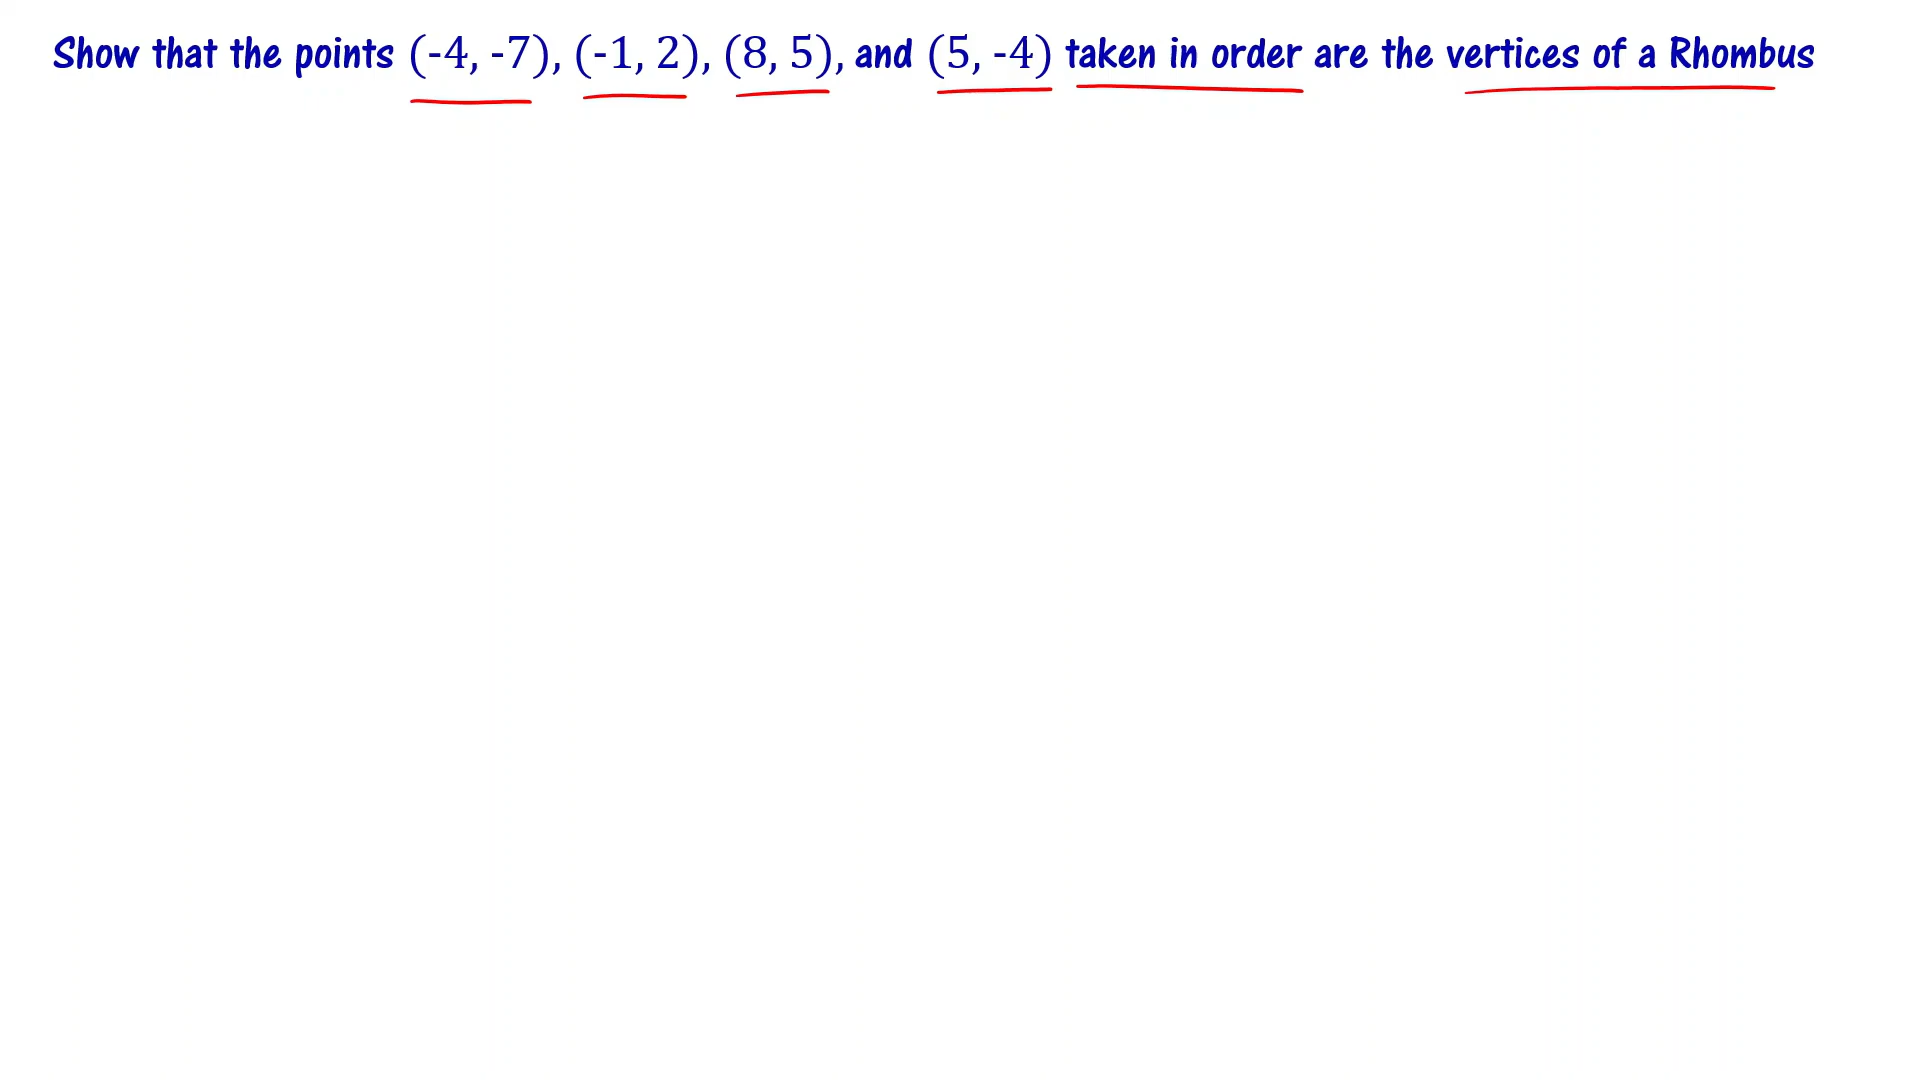 Show that the points (-4, -7), (-1, 2), (8, 5), and (5, -4) taken in order are the vertices of a Rhombus